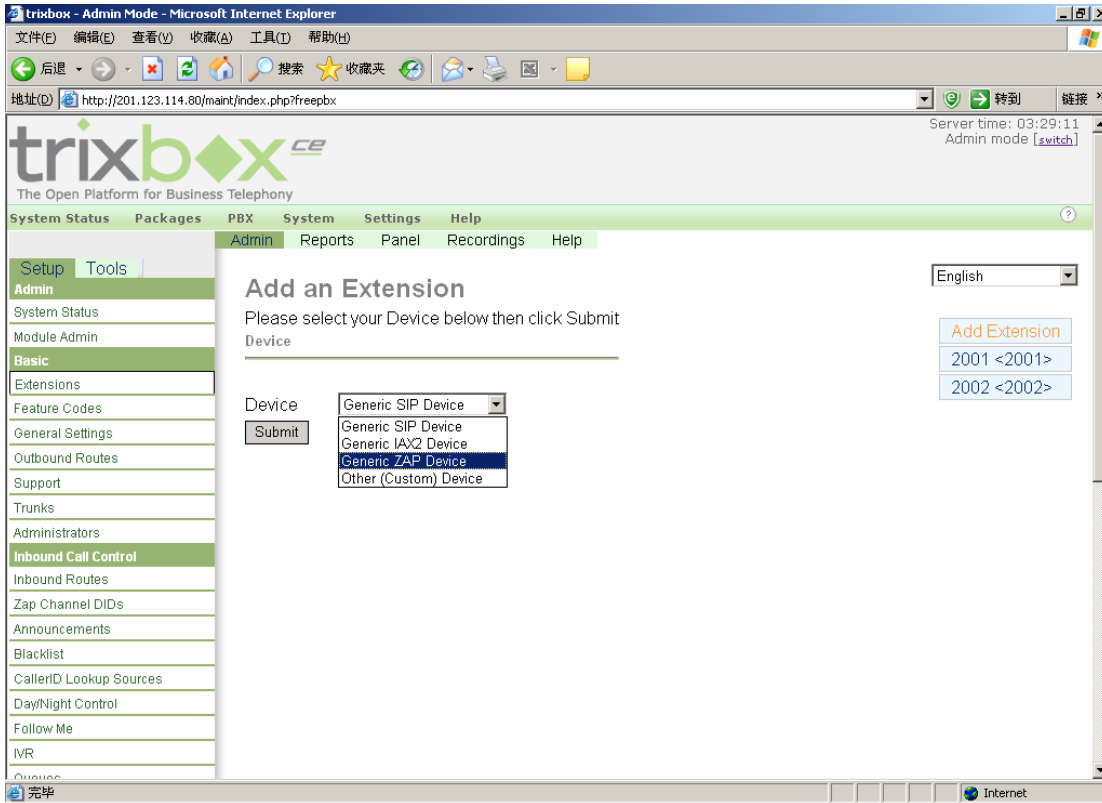 trixbox - Admin Mode - Microsoft Internet Explorer
文件(F) 编辑(E) 查看(V) 收藏(A) 工具(T) 帮助(H)
后退 搜索 收藏夹
地址(D) http://201.123.114.80/maint/index.php?freepbx 转到 链接 »
trixbox ce
The Open Platform for Business Telephony
Server time: 03:29:11
Admin mode [switch]
System Status Packages PBX System Settings Help ?
Admin Reports Panel Recordings Help
Setup Tools
English
Admin
System Status
Module Admin
Basic
Extensions
Feature Codes
General Settings
Outbound Routes
Support
Trunks
Administrators
Inbound Call Control
Inbound Routes
Zap Channel DIDs
Announcements
Blacklist
CallerID Lookup Sources
Day/Night Control
Follow Me
IVR
Queues
Add an Extension
Please select your Device below then click Submit
Device
Device Generic SIP Device
Submit
Generic SIP Device
Generic IAX2 Device
Generic ZAP Device
Other (Custom) Device
Add Extension
2001 <2001>
2002 <2002>
完毕 Internet